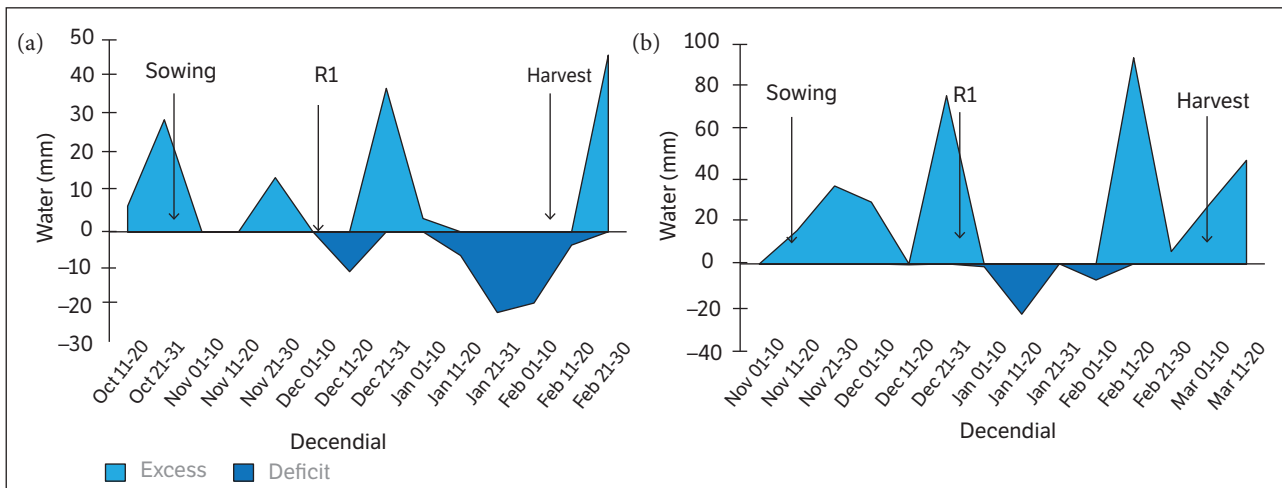 (a)
Water (mm)
50
40
30
20
10
0
−10
−20
−30
Sowing
R1
Harvest
Oct 11-20
Oct 21-31
Nov 01-10
Nov 11-20
Nov 21-30
Dec 01-10
Dec 11-20
Dec 21-31
Jan 01-10
Jan 11-20
Jan 21-31
Feb 01-10
Feb 11-20
Feb 21-30
Decendial
Excess
Deficit
(b)
Water (mm)
100
80
60
40
20
0
−20
−40
Sowing
R1
Harvest
Nov 01-10
Nov 11-20
Nov 21-30
Dec 01-10
Dec 11-20
Dec 21-31
Jan 01-10
Jan 11-20
Jan 21-31
Feb 01-10
Feb 11-20
Feb 21-30
Mar 01-10
Mar 11-20
Decendial